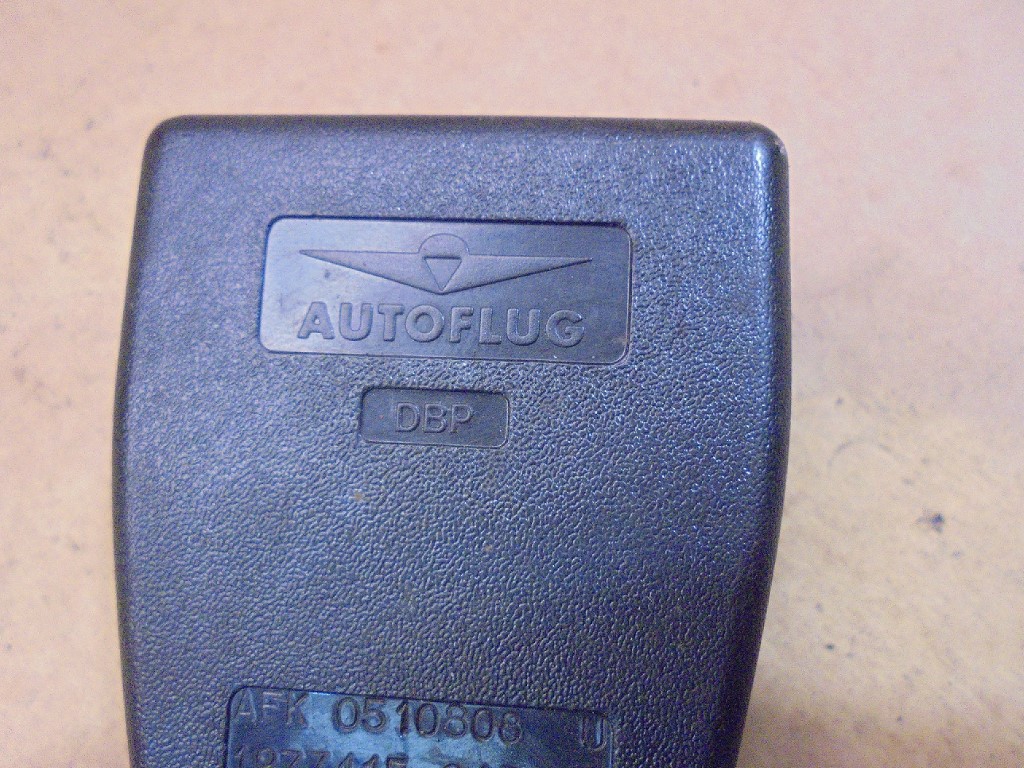 AUTOFLUG
DBP
AFK 0510808 U